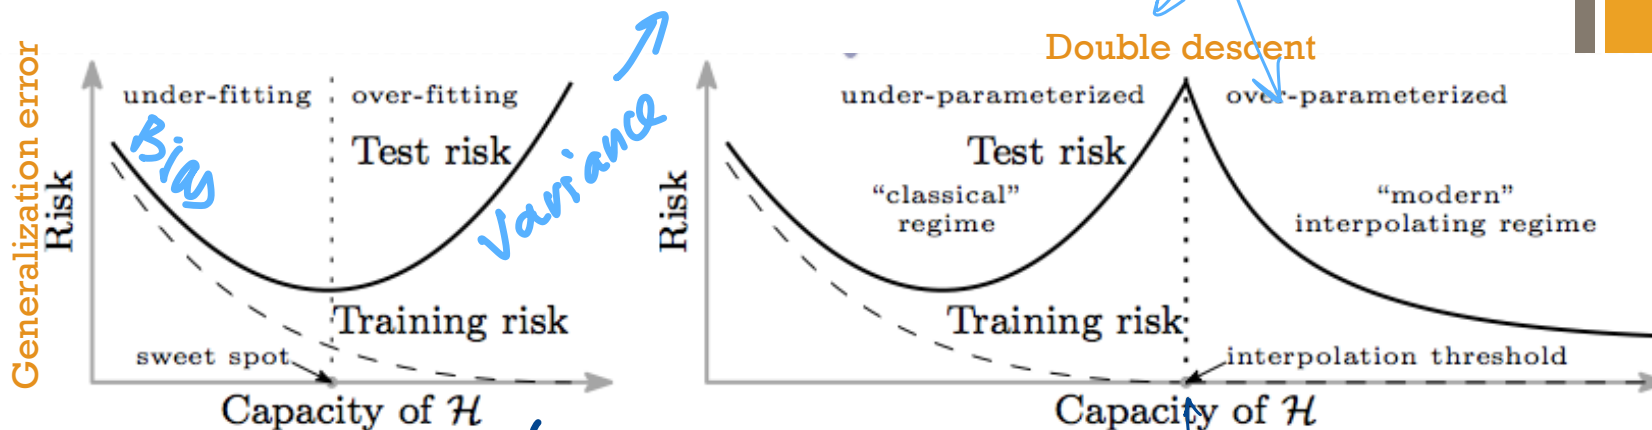 Generalization error
Risk
under-fitting
over-fitting
Bias
Test risk
Variance
Training risk
sweet spot
Capacity of ℋ
Double descent
Risk
under-parameterized
over-parameterized
Test risk
“classical”
regime
“modern”
interpolating regime
Training risk
interpolation threshold
Capacity of ℋ